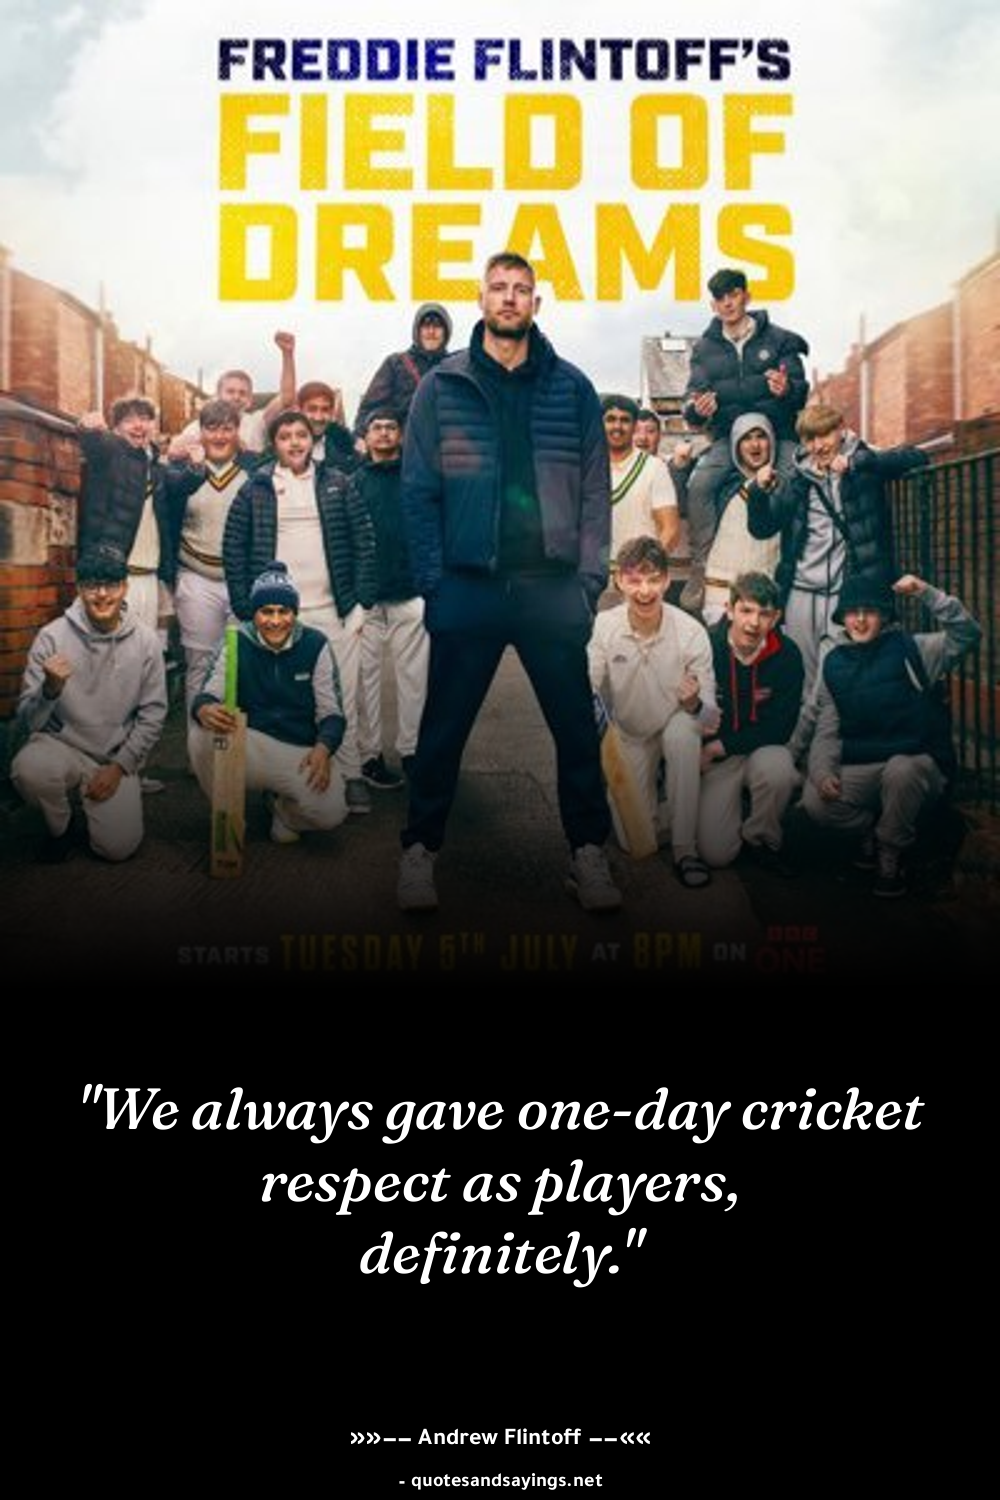 FREDDIE FLINTOFF'S
FIELD OF
DREAMS
STARTS TUESDAY 5TH JULY AT 8PM ON BBC ONE
"We always gave one-day cricket
respect as players,
definitely."
»»−− Andrew Flintoff −−««
- quotesandsayings.net